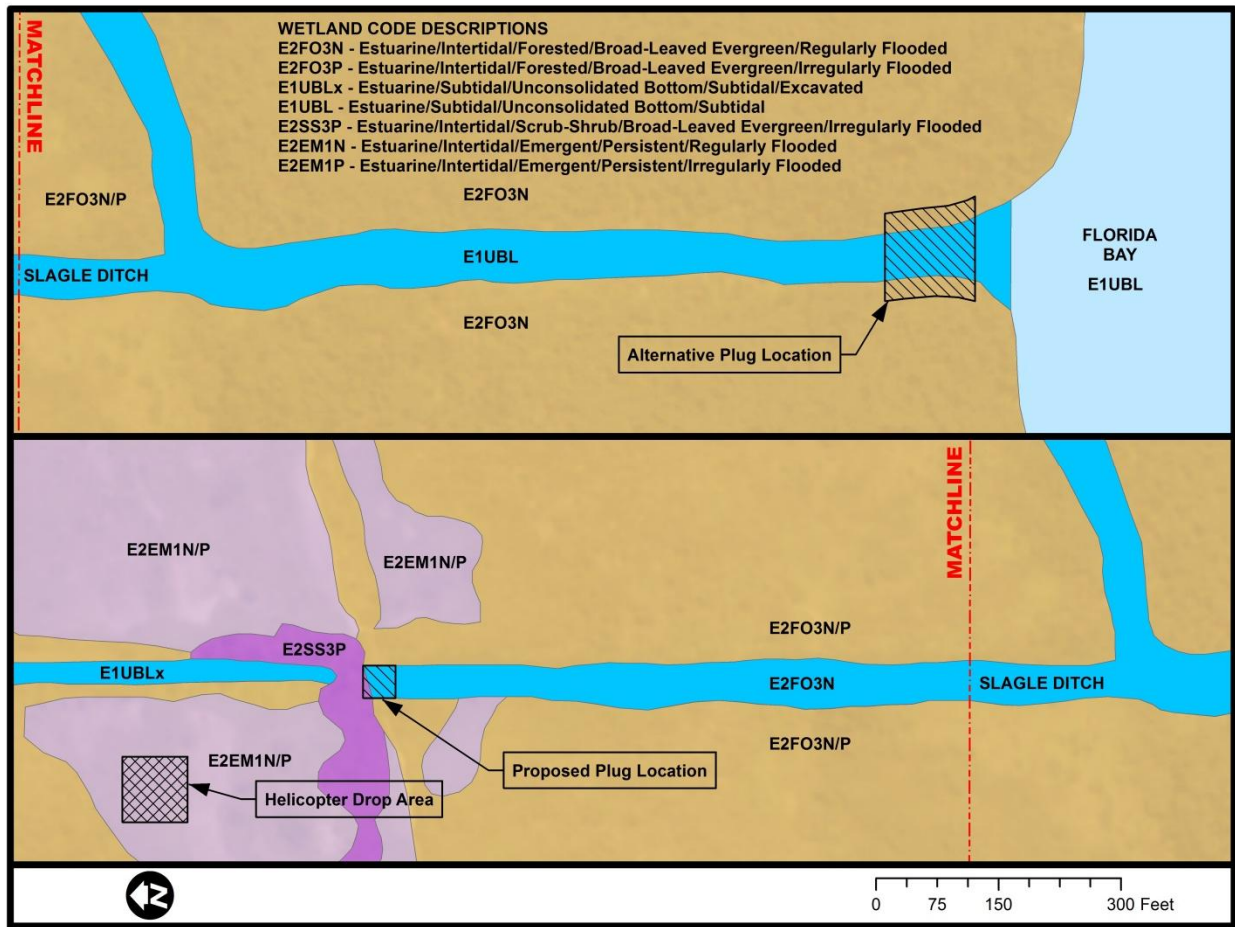 WETLAND CODE DESCRIPTIONS
E2FO3N - Estuarine/Intertidal/Forested/Broad-Leaved Evergreen/Regularly Flooded
E2FO3P - Estuarine/Intertidal/Forested/Broad-Leaved Evergreen/Irregularly Flooded
E1UBLx - Estuarine/Subtidal/Unconsolidated Bottom/Subtidal/Excavated
E1UBL - Estuarine/Subtidal/Unconsolidated Bottom/Subtidal
E2SS3P - Estuarine/Intertidal/Scrub-Shrub/Broad-Leaved Evergreen/Irregularly Flooded
E2EM1N - Estuarine/Intertidal/Emergent/Persistent/Regularly Flooded
E2EM1P - Estuarine/Intertidal/Emergent/Persistent/Irregularly Flooded
MATCHLINE
E2FO3N/P
E2FO3N
SLAGLE DITCH
E1UBL
E2FO3N
FLORIDA
BAY
E1UBL
Alternative Plug Location
E2EM1N/P
E2EM1N/P
MATCHLINE
E2SS3P
E2FO3N/P
E1UBLx
E2FO3N
SLAGLE DITCH
E2FO3N/P
E2EM1N/P
Proposed Plug Location
Helicopter Drop Area
N
0 75 150 300 Feet